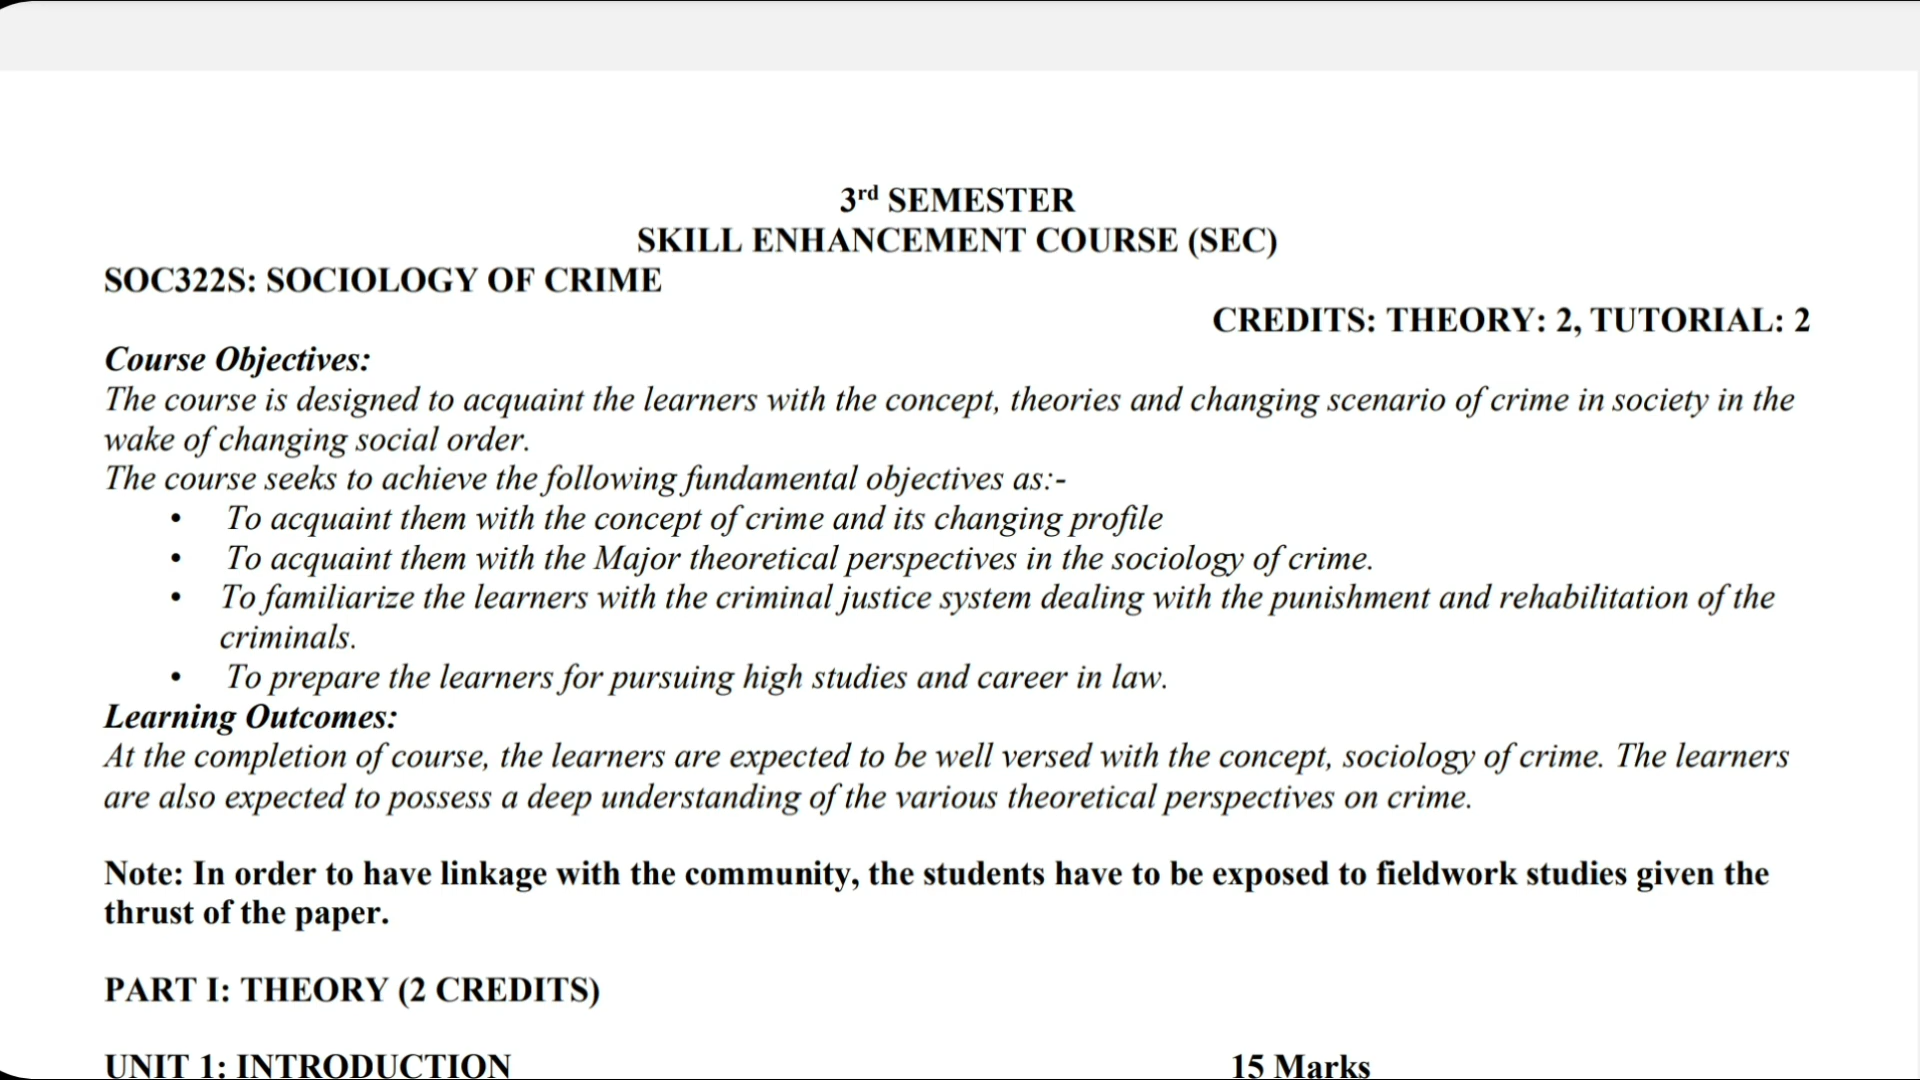 3rd SEMESTER
SKILL ENHANCEMENT COURSE (SEC)
SOC322S: SOCIOLOGY OF CRIME
CREDITS: THEORY: 2, TUTORIAL: 2
Course Objectives:
The course is designed to acquaint the learners with the concept, theories and changing scenario of crime in society in the
wake of changing social order.
The course seeks to achieve the following fundamental objectives as:-
• To acquaint them with the concept of crime and its changing profile
• To acquaint them with the Major theoretical perspectives in the sociology of crime.
• To familiarize the learners with the criminal justice system dealing with the punishment and rehabilitation of the
criminals.
• To prepare the learners for pursuing high studies and career in law.
Learning Outcomes:
At the completion of course, the learners are expected to be well versed with the concept, sociology of crime. The learners
are also expected to possess a deep understanding of the various theoretical perspectives on crime.
Note: In order to have linkage with the community, the students have to be exposed to fieldwork studies given the
thrust of the paper.
PART I: THEORY (2 CREDITS)
UNIT 1: INTRODUCTION 15 Marks